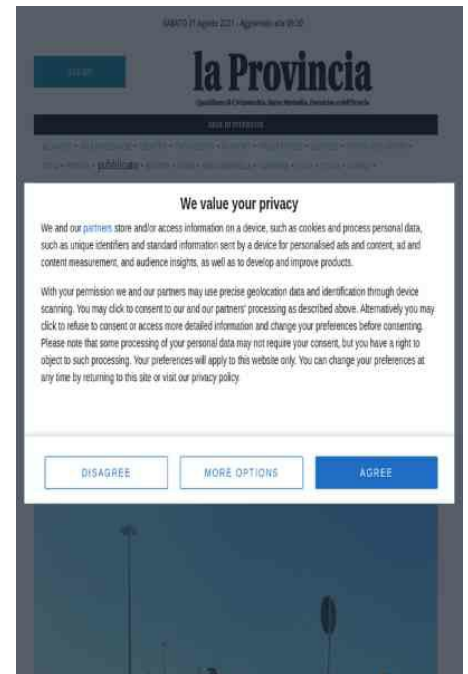 SABATO 21 Agosto 2021 - Aggiornato alle
la Provincia
We value your privacy
We and our partners store and/or access information on a device, such as cookies and process personal data,
such as unique identifiers and standard information sent by a device for personalised ads and content, ad and
content measurement, and audience insights, as well as to develop and improve products.
With your permission we and our partners may use precise geolocation data and identification through device
scanning. You may click to consent to our and our partners' processing as described above. Alternatively you may
click to refuse to consent or access more detailed information and change your preferences before consenting.
Please note that some processing of your personal data may not require your consent, but you have a right to
object to such processing. Your preferences will apply to this website only. You can change your preferences at
any time by returning to this site or visit our privacy policy.
DISAGREE
MORE OPTIONS
AGREE